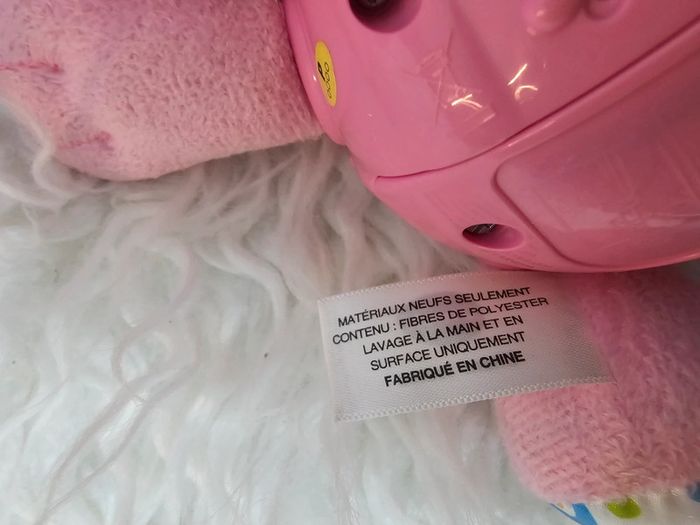 MATÉRIAUX NEUFS SEULEMENT
CONTENU : FIBRES DE POLYESTER
LAVAGE À LA MAIN ET EN
SURFACE UNIQUEMENT
FABRIQUÉ EN CHINE